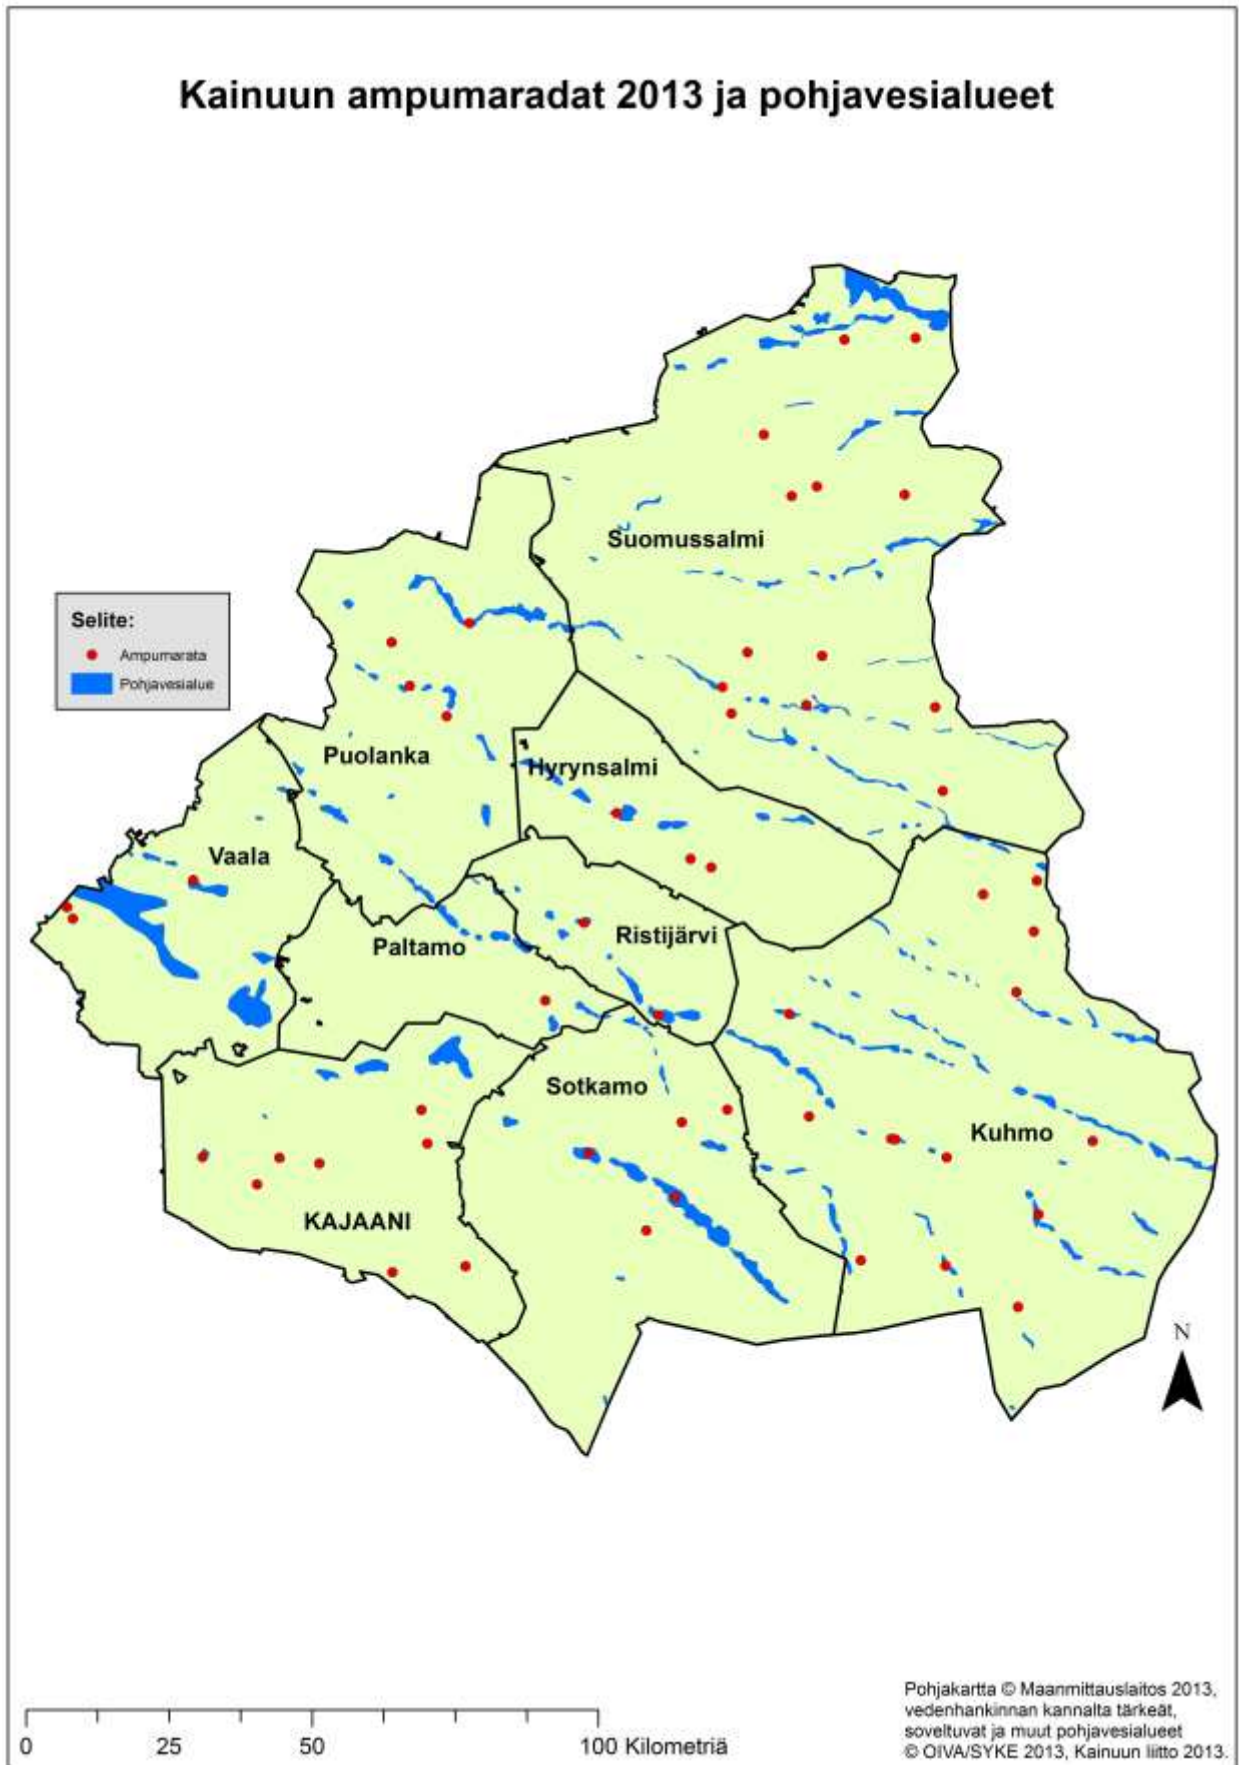 Kainuun ampumaradat 2013 ja pohjavesialueet
Suomussalmi
Selite:
Ampumarata
Pohjavesialue
Puolanka
Hyrynsalmi
Vaala
Ristijärvi
Paltamo
Sotkamo
Kuhmo
KAJAANI
N
Pohjakartta © Maanmittauslaitos 2013,
vedenhankinnan kannalta tärkeät,
soveltuvat ja muut pohjavesialueet
© OIVA/SYKE 2013, Kainuun liitto 2013.
0 25 50 100 Kilometriä